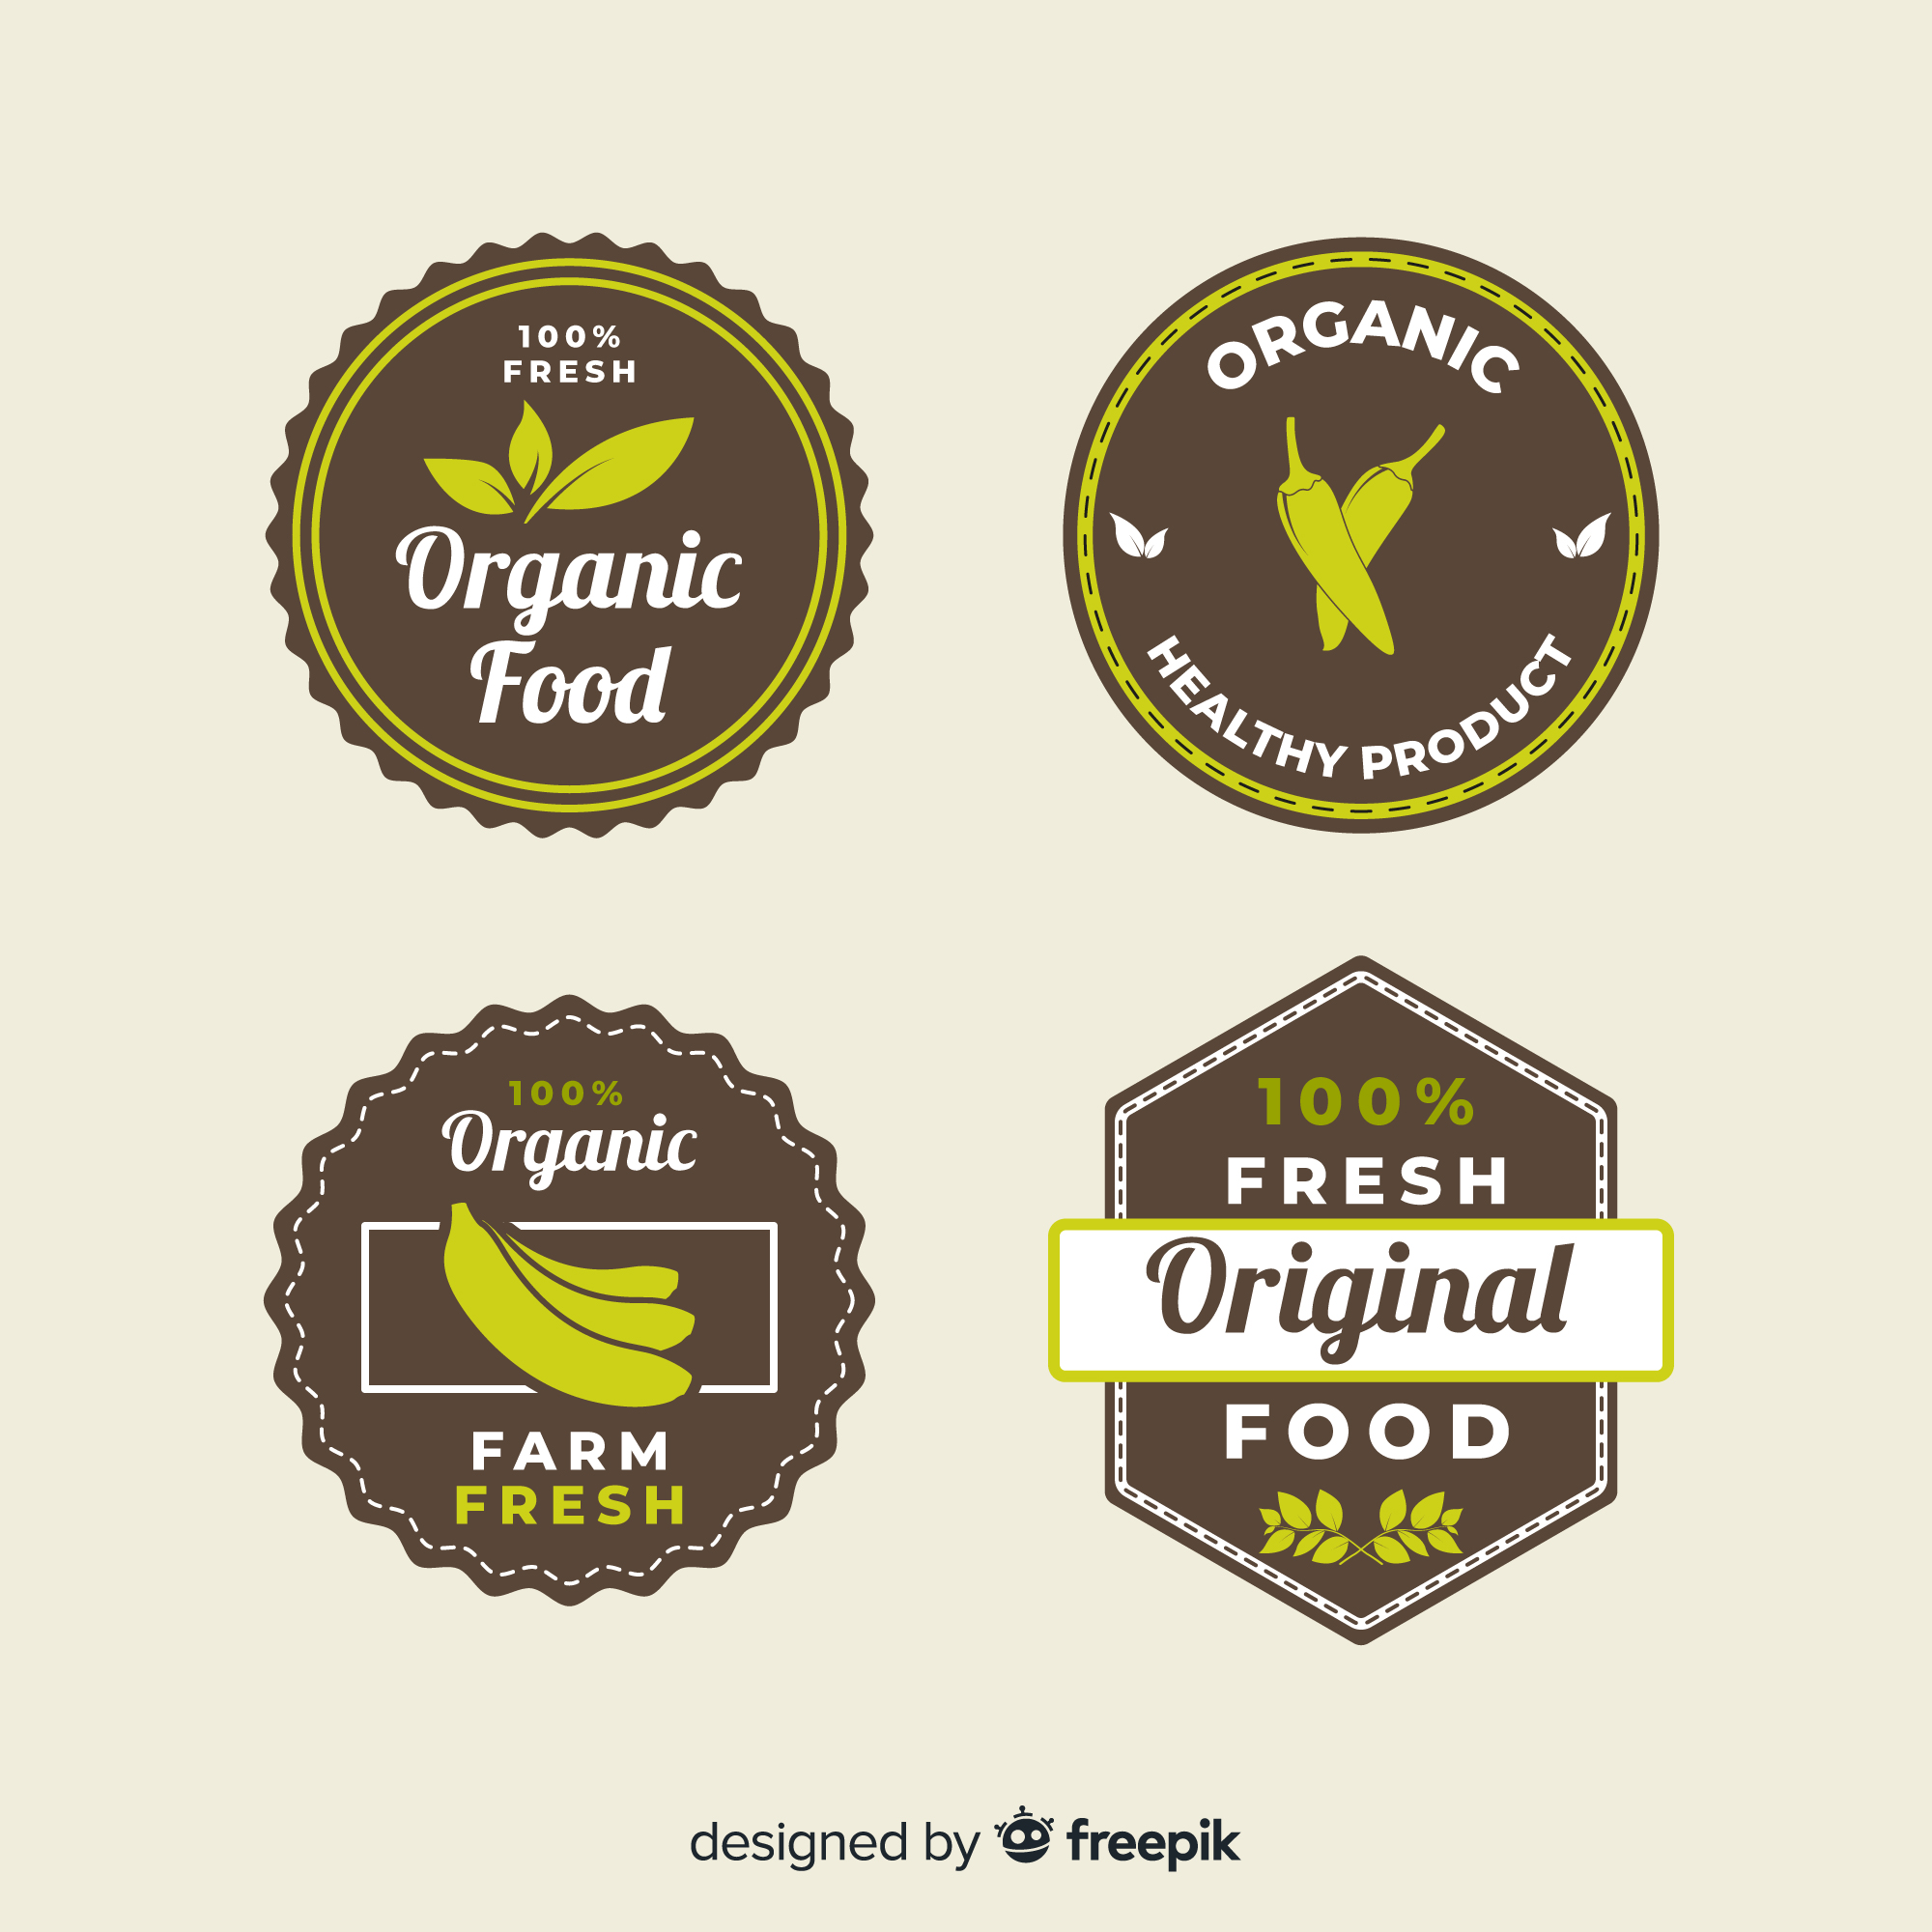 100%
FRESH
Organic
Food
ORGANIC
HEALTHY PRODUCT
100%
Organic
FARM
FRESH
100%
FRESH
Original
FOOD
designed by freepik